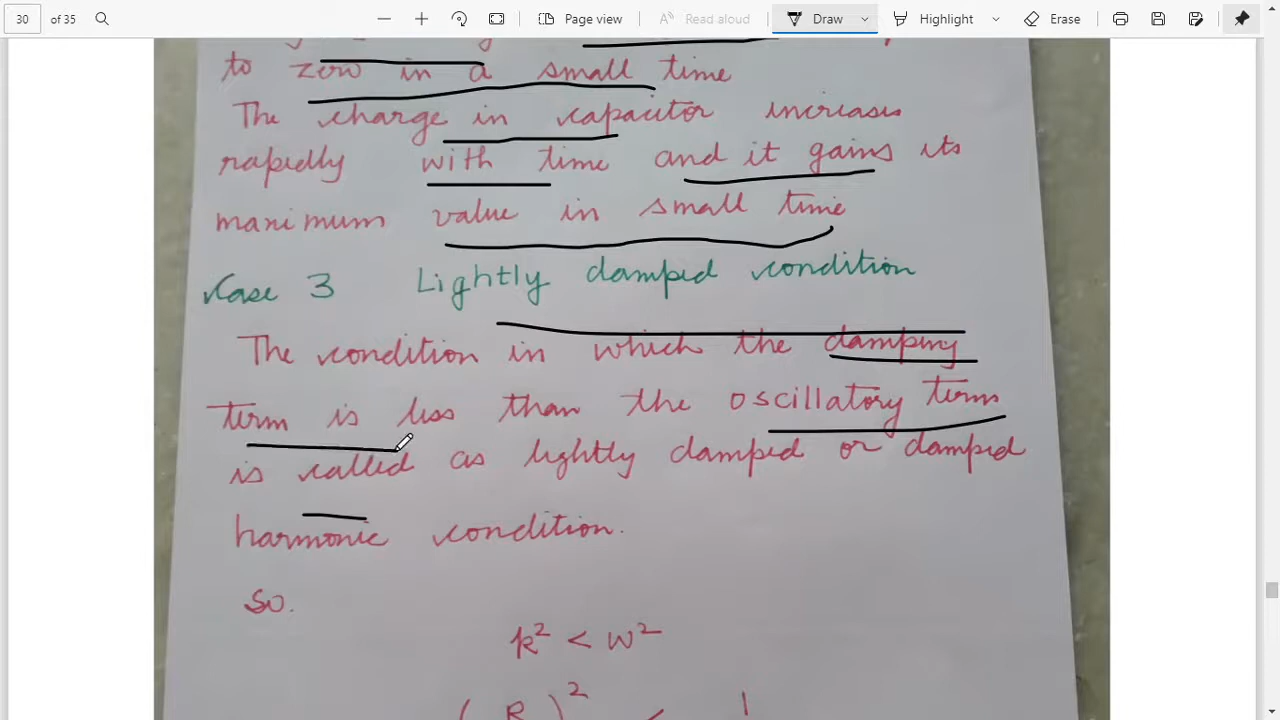 30 of 35 Page view Read aloud Draw Highlight Erase
to zero in a small time
The charge in capacitor increases
rapidly with time and it gains its
maximum value in small time
Case 3 Lightly damped condition
The condition in which the damping
term is less than the oscillatory term
is called as lightly damped or damped
harmonic condition.
So.
k² < w²
( R )² < 1